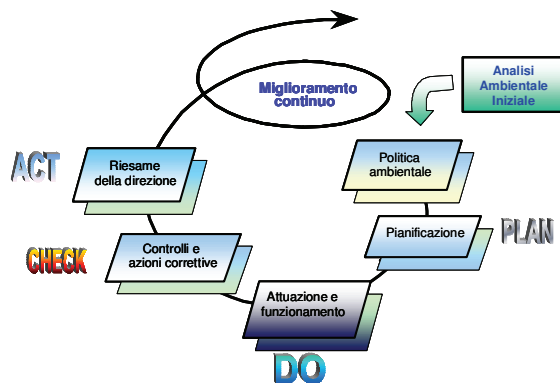 Miglioramento
continuo
Analisi
Ambientale
Iniziale
ACT
Riesame
della direzione
Politica
ambientale
CHECK
Controlli e
azioni correttive
Pianificazione
PLAN
Attuazione e
funzionamento
DO